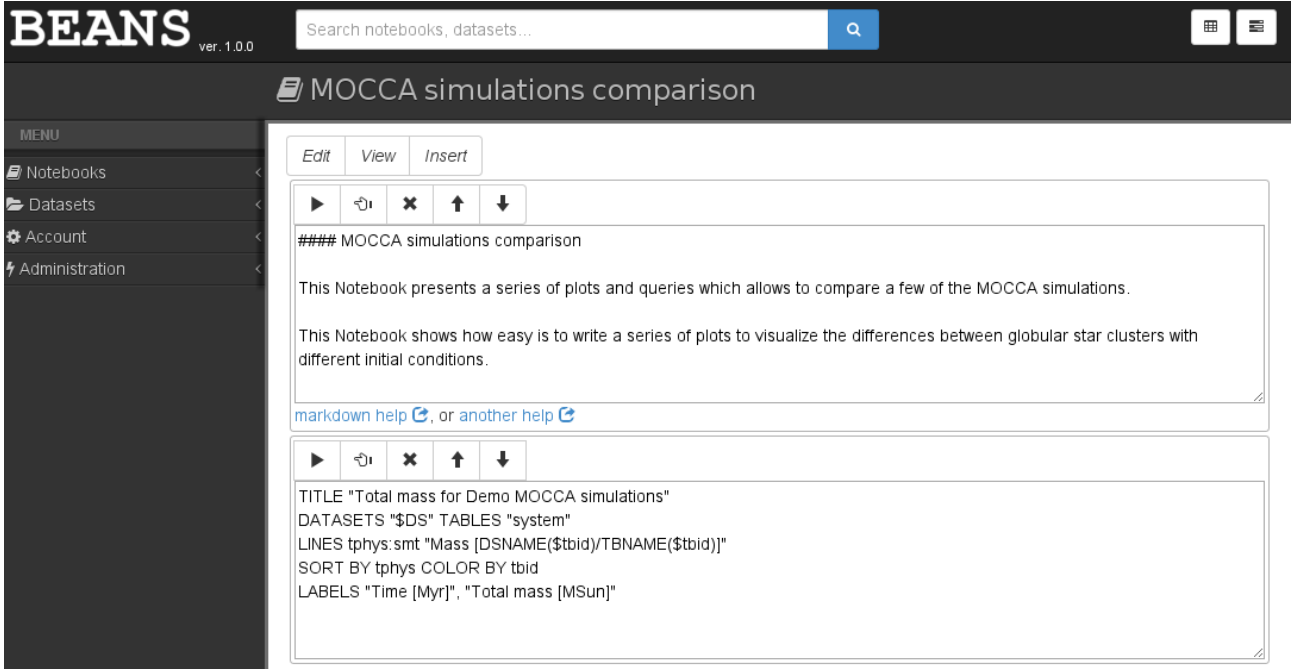 BEANS ver. 1.0.0
Search notebooks, datasets...
MOCCA simulations comparison
MENU
Notebooks
Datasets
Account
Administration
Edit View Insert
#### MOCCA simulations comparison
This Notebook presents a series of plots and queries which allows to compare a few of the MOCCA simulations.
This Notebook shows how easy is to write a series of plots to visualize the differences between globular star clusters with
different initial conditions.
markdown help , or another help
TITLE "Total mass for Demo MOCCA simulations"
DATASETS "$DS" TABLES "system"
LINES tphys:smt "Mass [DSNAME($tbid)/TBNAME($tbid)]"
SORT BY tphys COLOR BY tbid
LABELS "Time [Myr]", "Total mass [MSun]"